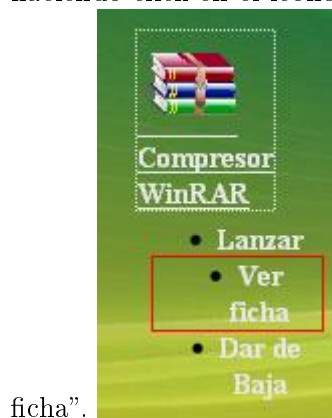 Compresor
WinRAR
• Lanzar
• Ver
ficha
• Dar de
Baja
ficha".